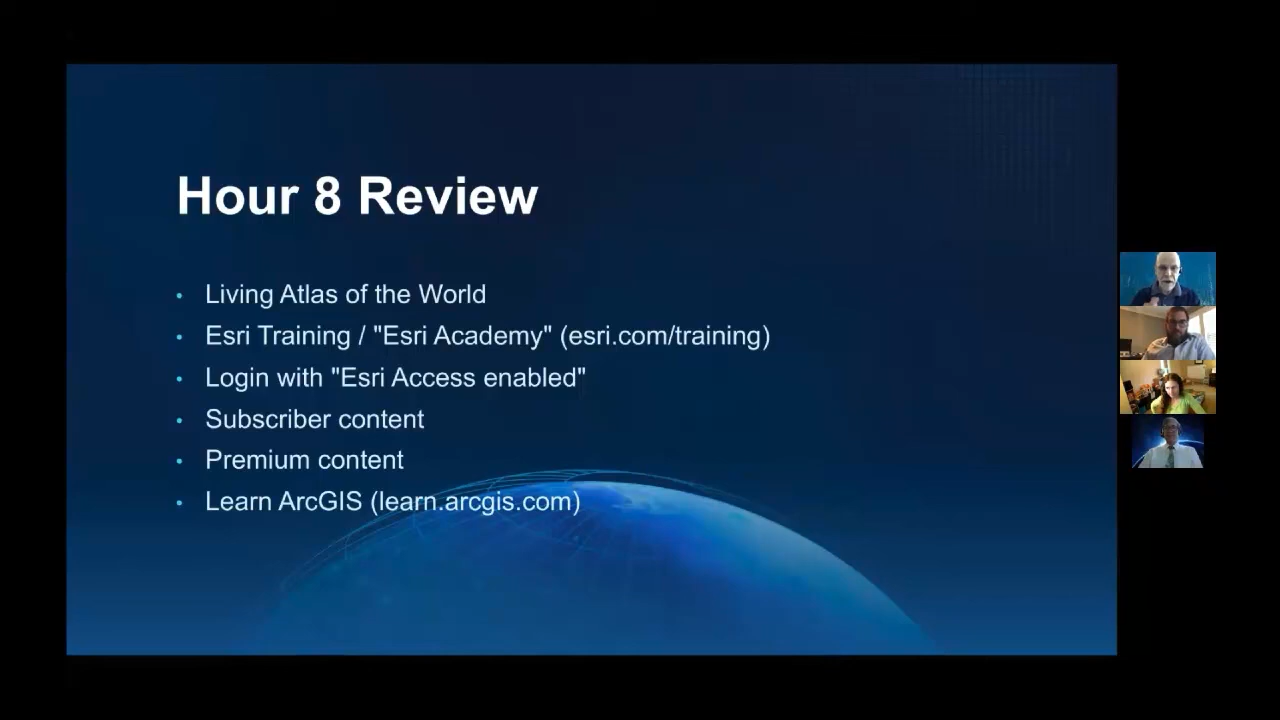 Hour 8 Review
• Living Atlas of the World
• Esri Training / "Esri Academy" (esri.com/training)
• Login with "Esri Access enabled"
• Subscriber content
• Premium content
• Learn ArcGIS (learn.arcgis.com)